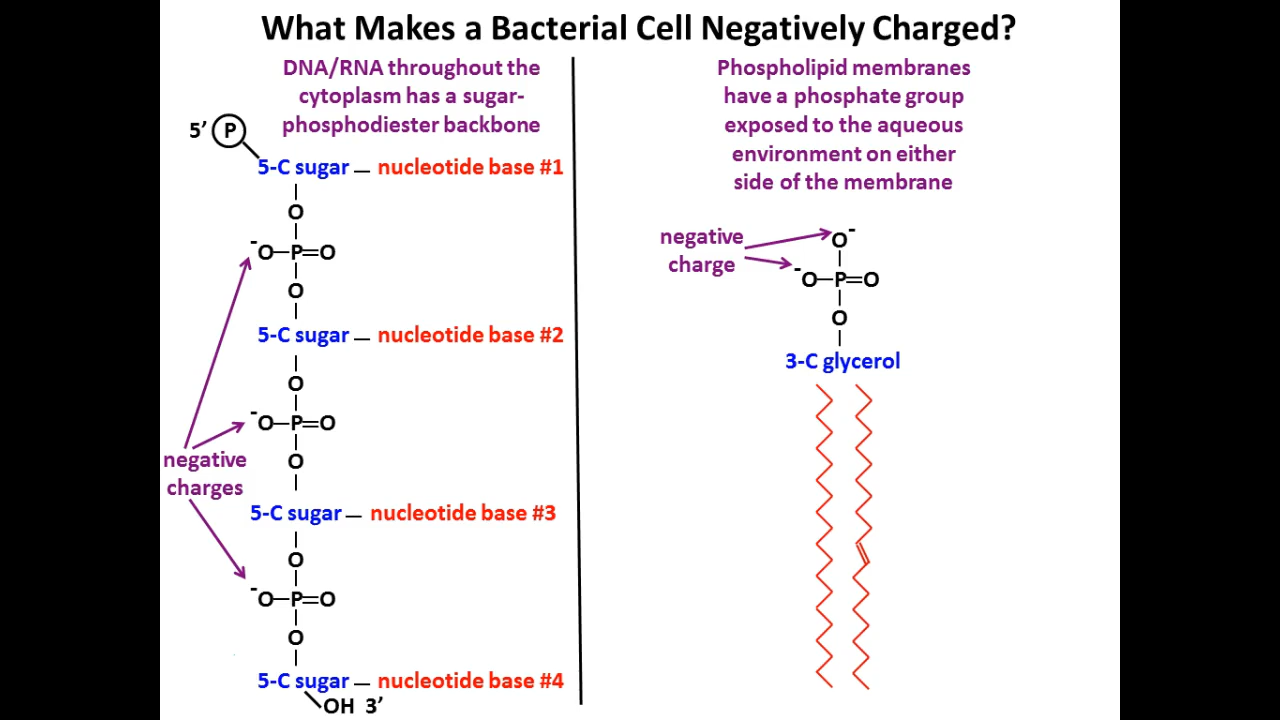 What Makes a Bacterial Cell Negatively Charged?
DNA/RNA throughout the
cytoplasm has a sugar-
phosphodiester backbone
5’ P
5-C sugar — nucleotide base #1
O
-O–P=O
O
5-C sugar — nucleotide base #2
O
-O–P=O
O
negative
charges
5-C sugar — nucleotide base #3
O
-O–P=O
O
5-C sugar — nucleotide base #4
OH 3’
Phospholipid membranes
have a phosphate group
exposed to the aqueous
environment on either
side of the membrane
negative
charge
O-
-O–P=O
O
3-C glycerol